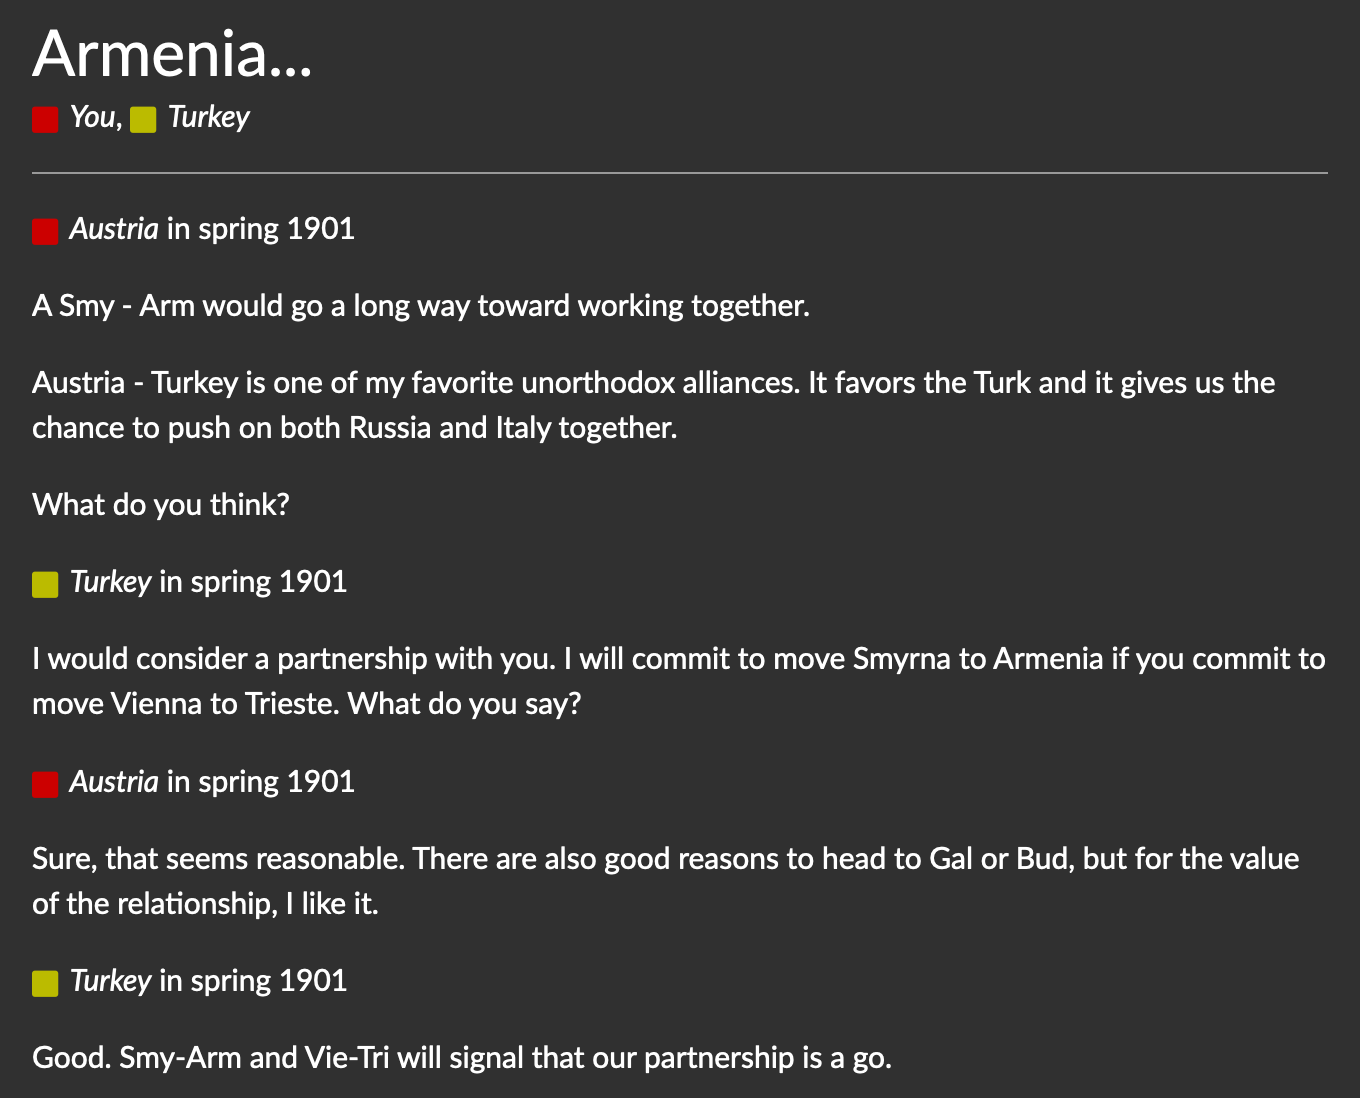 Armenia...
You, Turkey
Austria in spring 1901
A Smy - Arm would go a long way toward working together.
Austria - Turkey is one of my favorite unorthodox alliances. It favors the Turk and it gives us the
chance to push on both Russia and Italy together.
What do you think?
Turkey in spring 1901
I would consider a partnership with you. I will commit to move Smyrna to Armenia if you commit to
move Vienna to Trieste. What do you say?
Austria in spring 1901
Sure, that seems reasonable. There are also good reasons to head to Gal or Bud, but for the value
of the relationship, I like it.
Turkey in spring 1901
Good. Smy-Arm and Vie-Tri will signal that our partnership is a go.